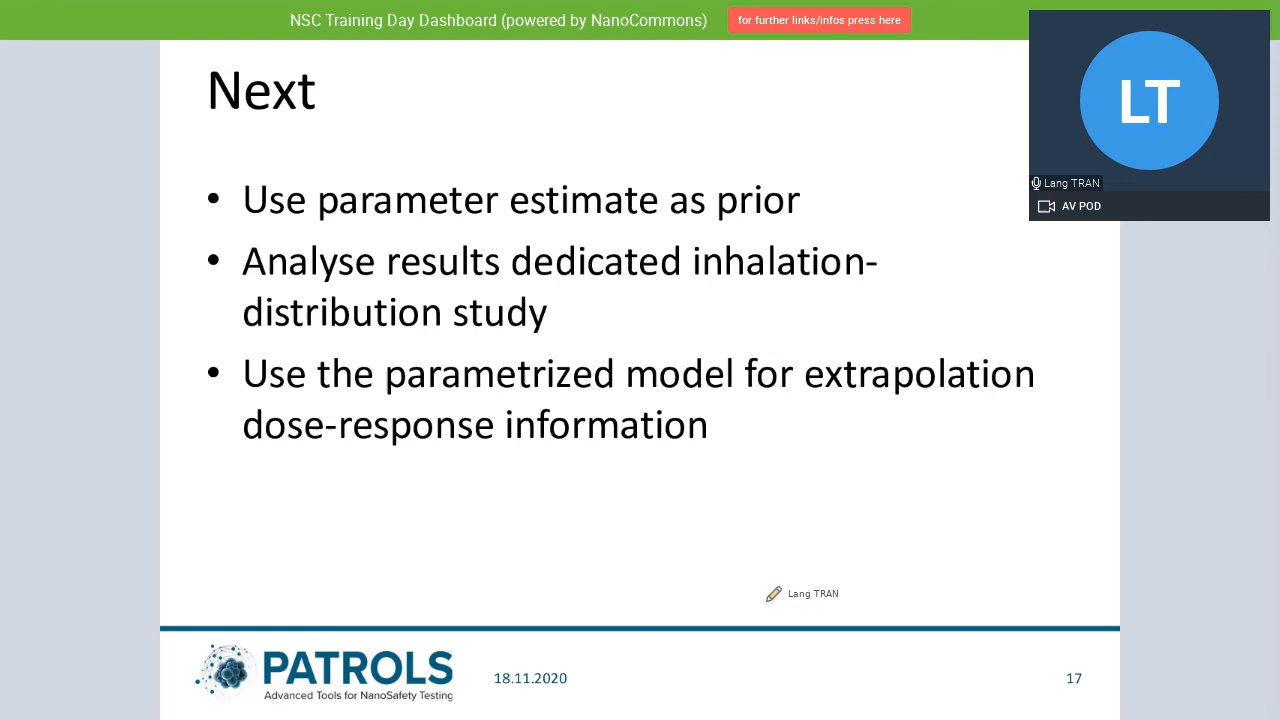 NSC Training Day Dashboard (powered by NanoCommons)
for further links/infos press here
LT
Lang TRAN
AV POD
Next
• Use parameter estimate as prior
• Analyse results dedicated inhalation-
distribution study
• Use the parametrized model for extrapolation
dose-response information
Lang TRAN
PATROLS
Advanced Tools for NanoSafety Testing
18.11.2020
17